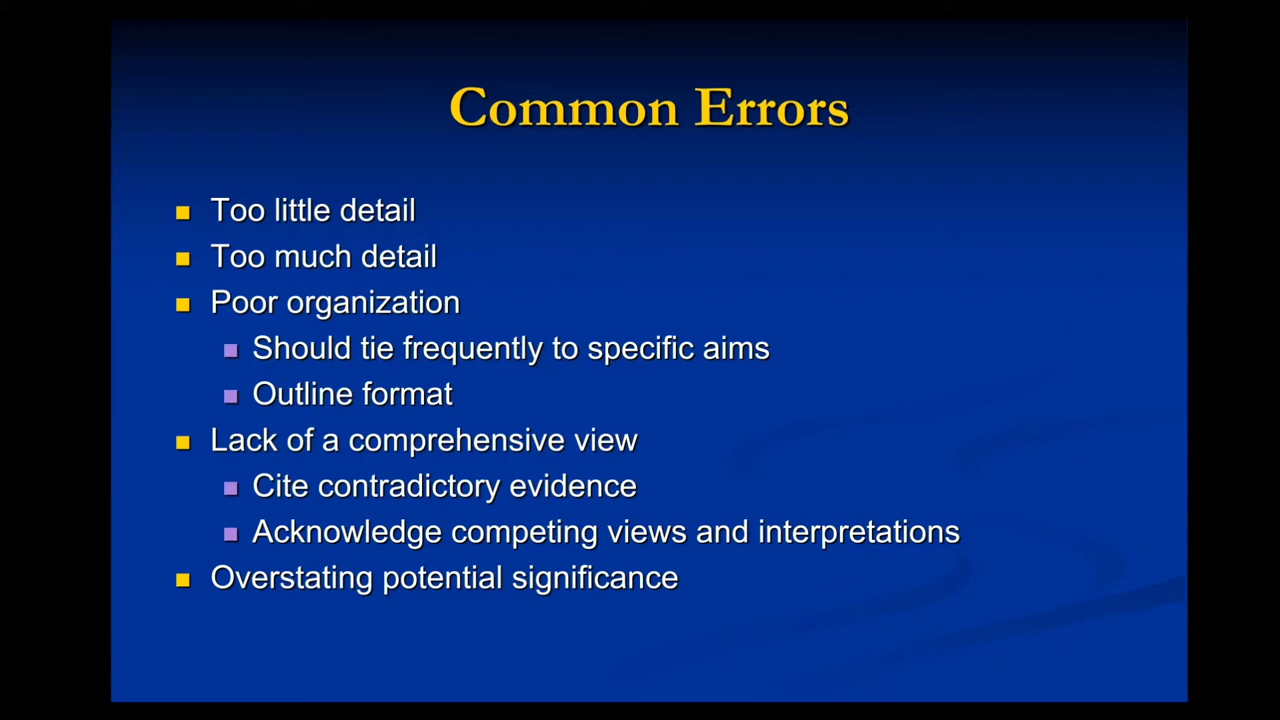 Common Errors
Too little detail
Too much detail
Poor organization
Should tie frequently to specific aims
Outline format
Lack of a comprehensive view
Cite contradictory evidence
Acknowledge competing views and interpretations
Overstating potential significance